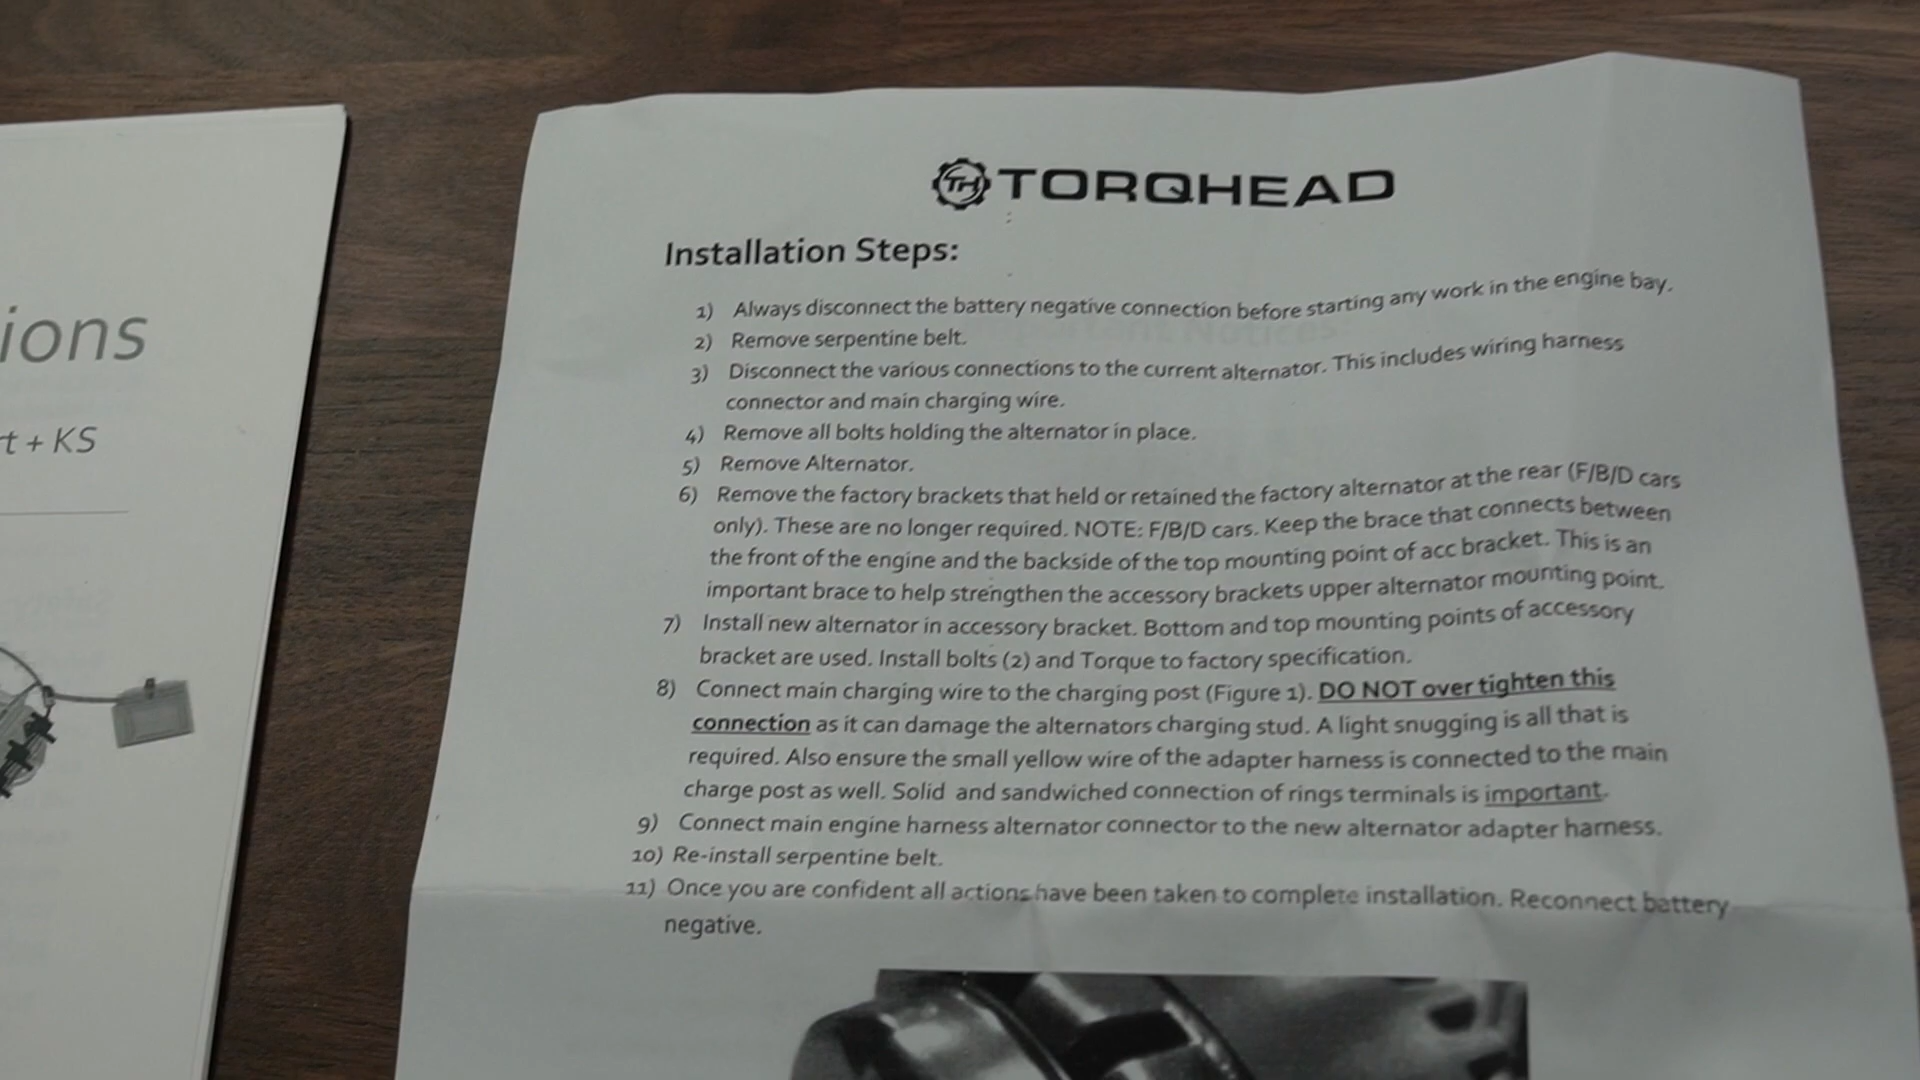 ions
t + KS
TH TORQHEAD
Installation Steps:
1) Always disconnect the battery negative connection before starting any work in the engine bay.
2) Remove serpentine belt.
3) Disconnect the various connections to the current alternator. This includes wiring harness
connector and main charging wire.
4) Remove all bolts holding the alternator in place.
5) Remove Alternator.
6) Remove the factory brackets that held or retained the factory alternator at the rear (F/B/D cars
only). These are no longer required. NOTE: F/B/D cars. Keep the brace that connects between
the front of the engine and the backside of the top mounting point of acc bracket. This is an
important brace to help strengthen the accessory brackets upper alternator mounting point.
7) Install new alternator in accessory bracket. Bottom and top mounting points of accessory
bracket are used. Install bolts (2) and Torque to factory specification.
8) Connect main charging wire to the charging post (Figure 1). DO NOT over tighten this
connection as it can damage the alternators charging stud. A light snugging is all that is
required. Also ensure the small yellow wire of the adapter harness is connected to the main
charge post as well. Solid and sandwiched connection of rings terminals is important.
9) Connect main engine harness alternator connector to the new alternator adapter harness.
10) Re-install serpentine belt.
11) Once you are confident all actions have been taken to complete installation. Reconnect battery
negative.